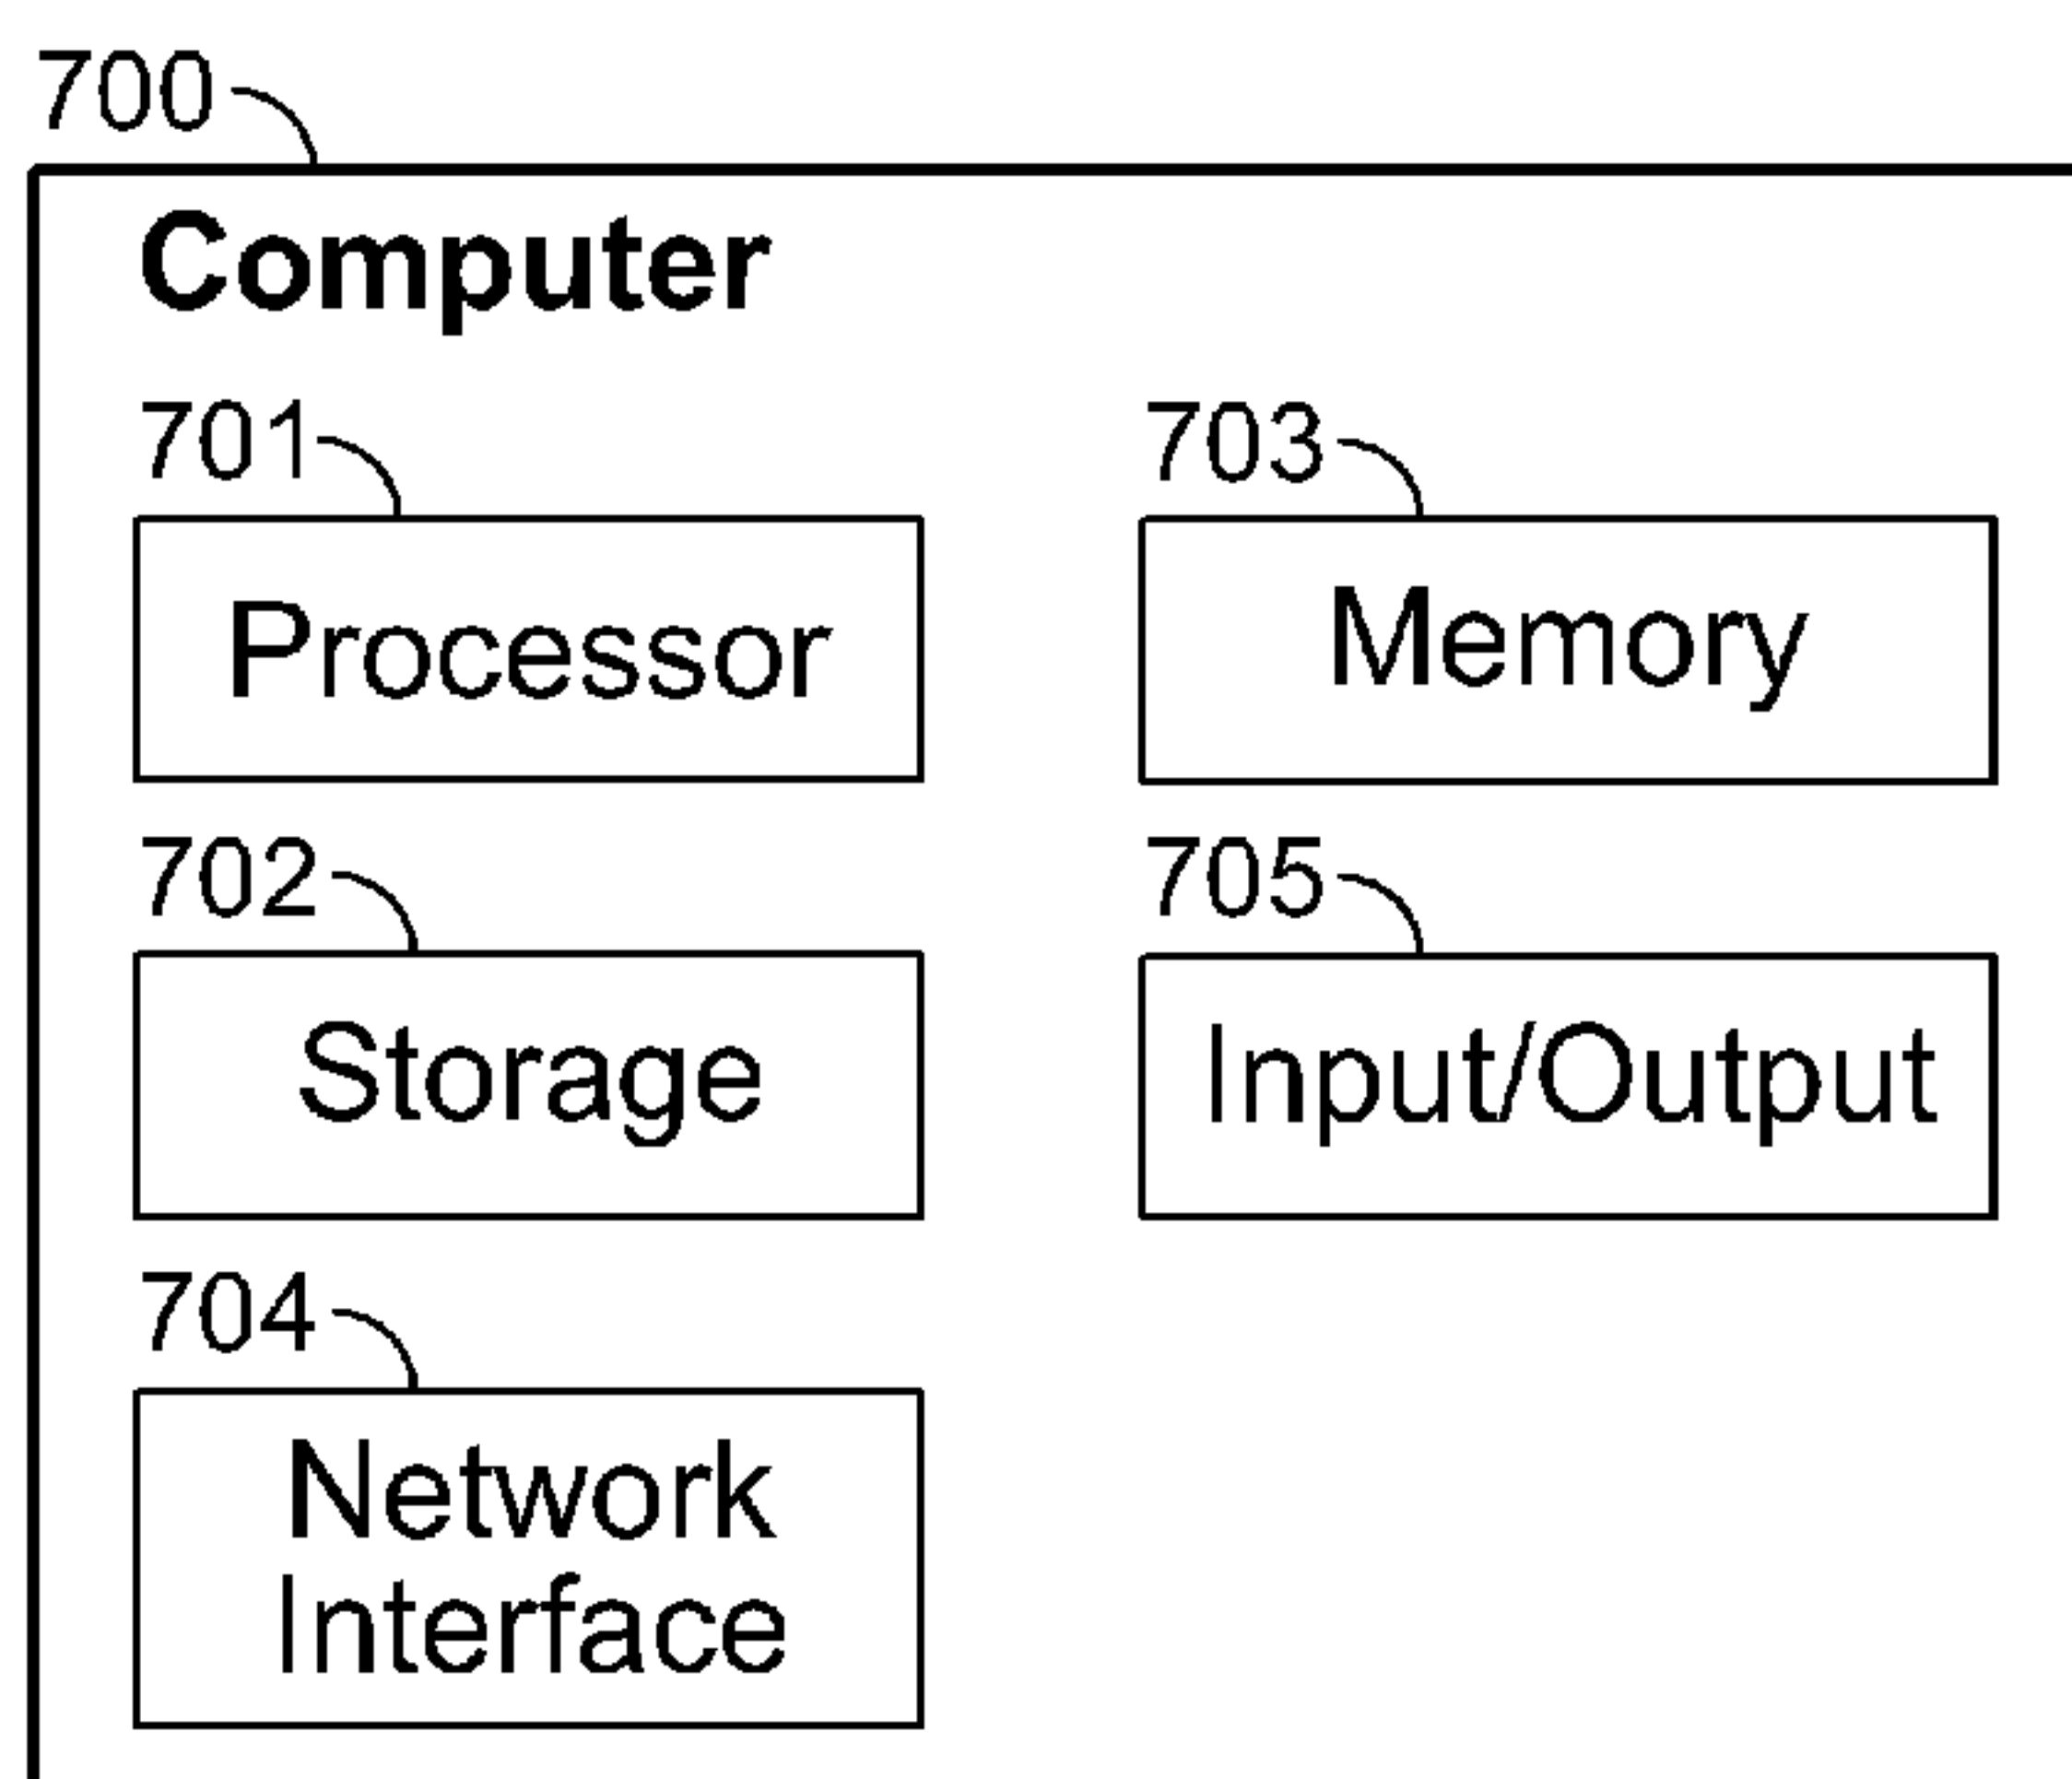 700
Computer
701
Processor
703
Memory
702
Storage
705
Input/Output
704
Network
Interface